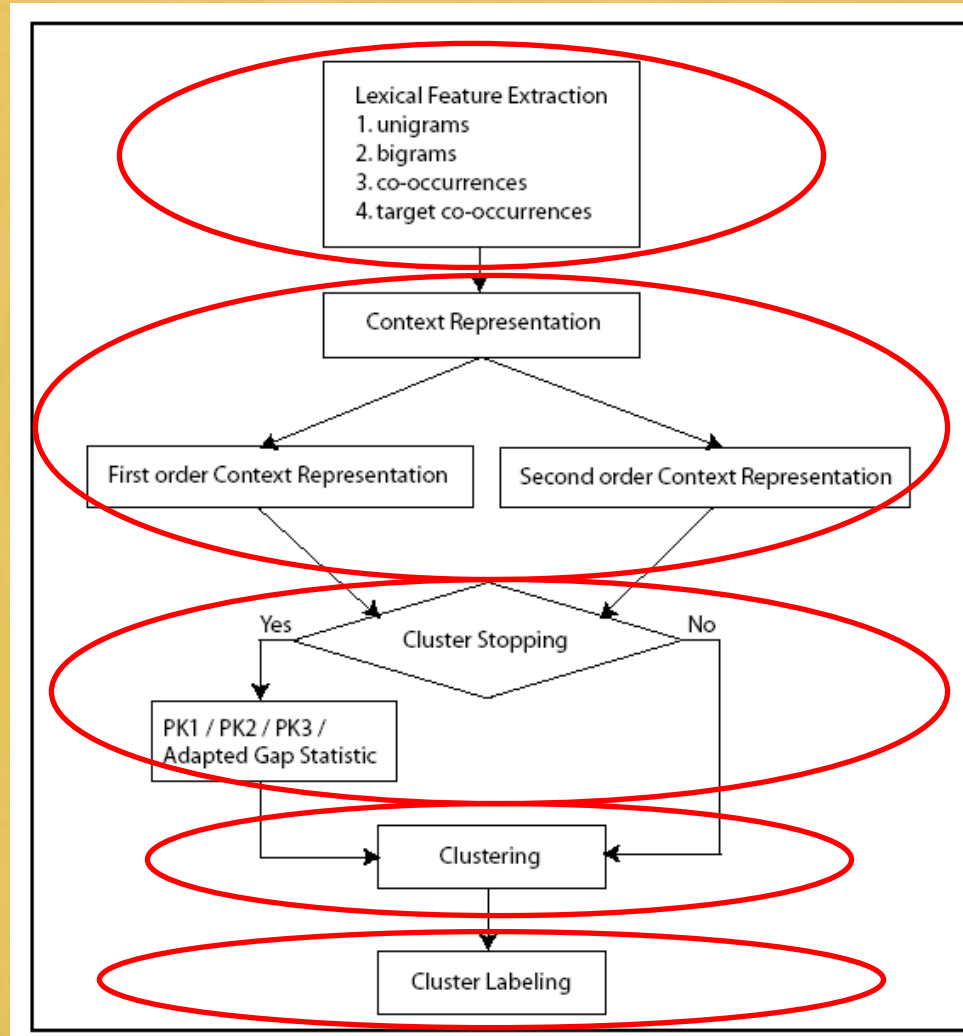 Lexical Feature Extraction
1. unigrams
2. bigrams
3. co-occurrences
4. target co-occurrences
Context Representation
First order Context Representation
Second order Context Representation
Yes
Cluster Stopping
No
PK1 / PK2 / PK3 /
Adapted Gap Statistic
Clustering
Cluster Labeling